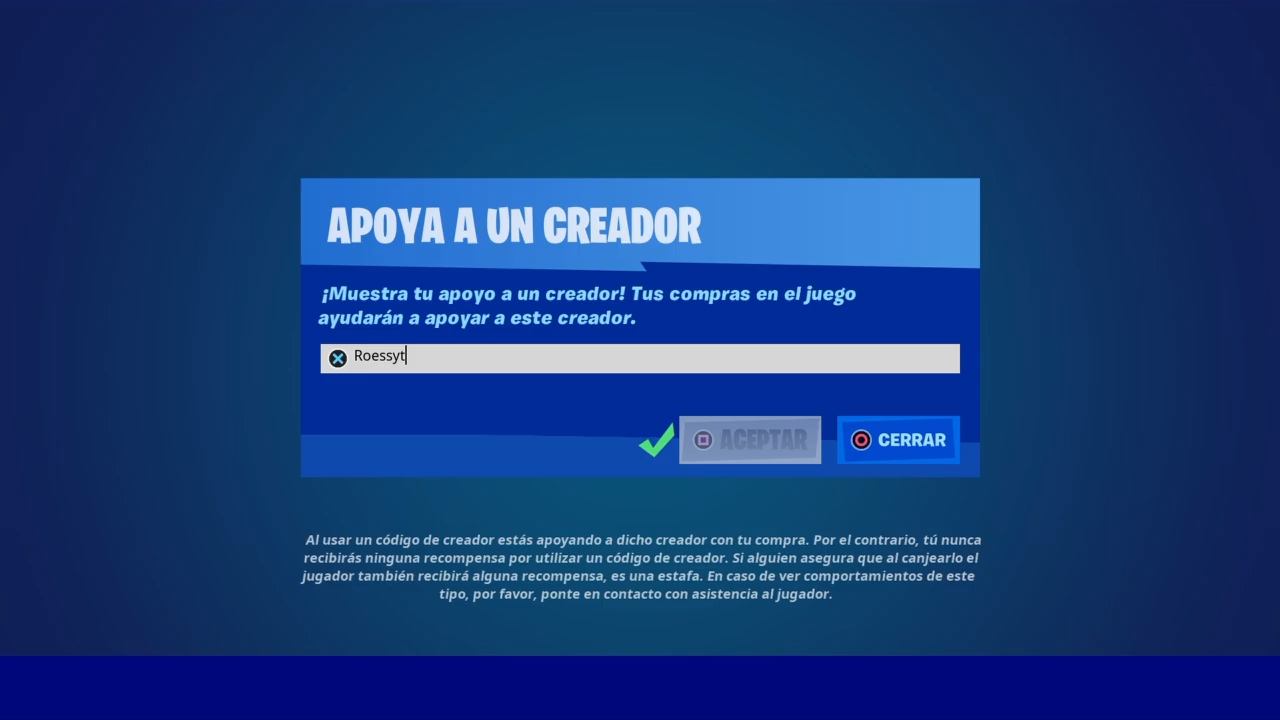 APOYA A UN CREADOR
¡Muestra tu apoyo a un creador! Tus compras en el juego
ayudarán a apoyar a este creador.
Roessyt
ACEPTAR
CERRAR
Al usar un código de creador estás apoyando a dicho creador con tu compra. Por el contrario, tú nunca
recibirás ninguna recompensa por utilizar un código de creador. Si alguien asegura que al canjearlo el
jugador también recibirá alguna recompensa, es una estafa. En caso de ver comportamientos de este
tipo, por favor, ponte en contacto con asistencia al jugador.